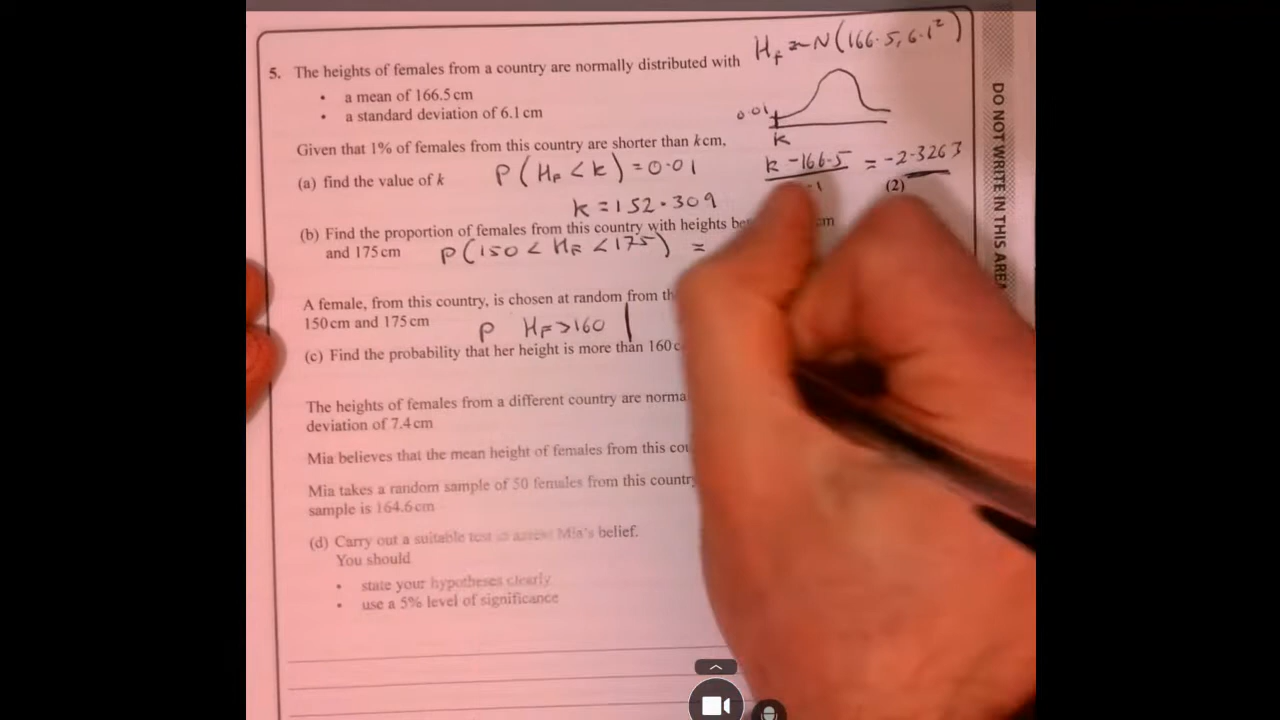 H_F ~ N(166.5, 6.1²)
5. The heights of females from a country are normally distributed with
• a mean of 166.5 cm
• a standard deviation of 6.1 cm
0.01
k
Given that 1% of females from this country are shorter than k cm,
(a) find the value of k
P(H_F < k) = 0.01
k - 166.5 = -2.3263
(2)
k = 152.309
(b) Find the proportion of females from this country with heights
and 175 cm
P(150 < H_F < 175) =
A female, from this country, is chosen at random from
150 cm and 175 cm
P H_F > 160 |
(c) Find the probability that her height is more than 160
The heights of females from a different country are
deviation of 7.4 cm
Mia believes that the mean height of females from this
Mia takes a random sample of 50 females from this country
sample is 164.6 cm
(d) Carry out a suitable test to assess Mia's belief.
You should
• state your hypotheses clearly
• use a 5% level of significance
DO NOT WRITE IN THIS AREA